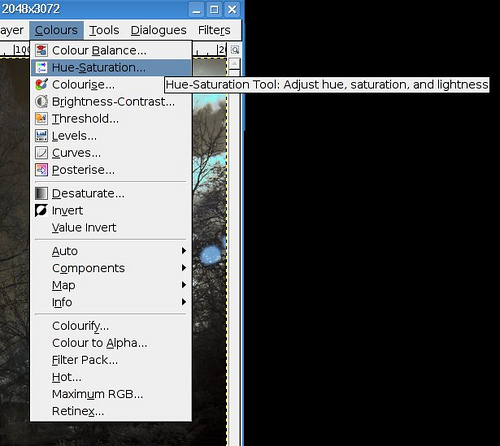 2048x3072
ayer Colours Tools Dialogues Filters
Colour Balance...
Hue-Saturation...
Hue-Saturation Tool: Adjust hue, saturation, and lightness
Colourise...
Brightness-Contrast...
Threshold...
Levels...
Curves...
Posterise...
Desaturate...
Invert
Value Invert
Auto
Components
Map
Info
Colourify...
Colour to Alpha...
Filter Pack...
Hot...
Maximum RGB...
Retinex...